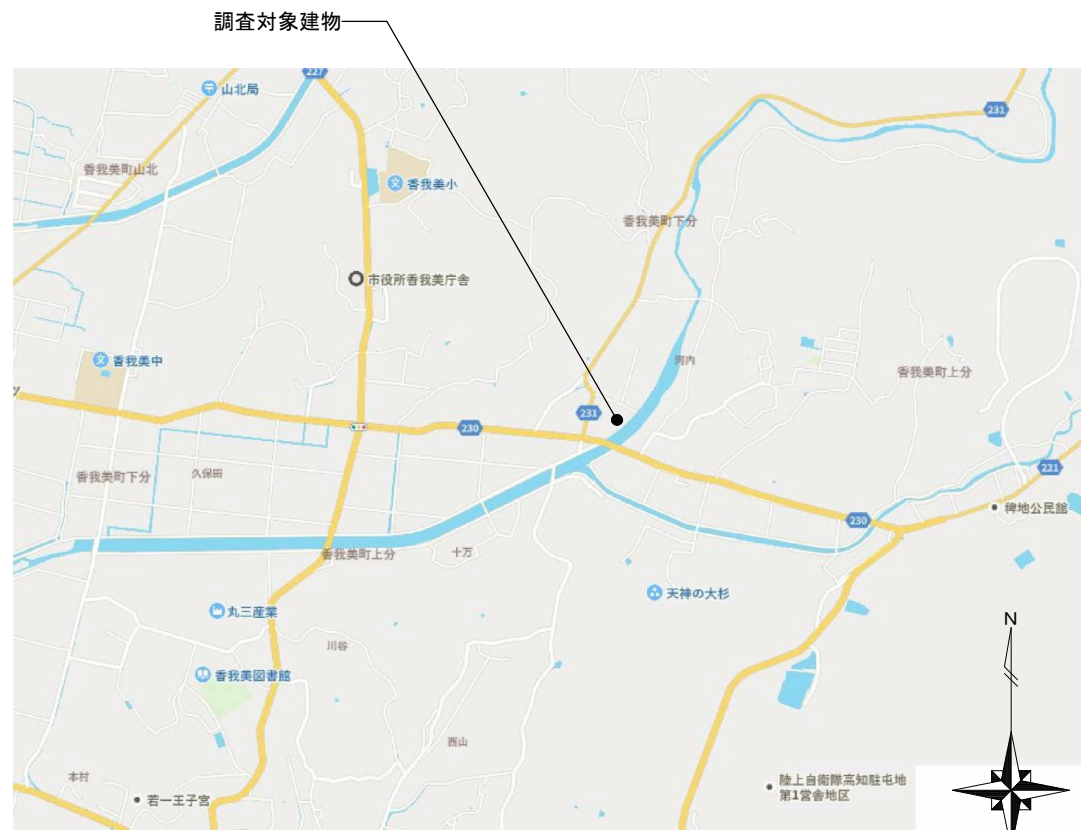 調査対象建物
227
山北局
231
香我美町山北
香我美小
香我美町下分
市役所香我美庁舎
香我美中
河内
香我美町上分
ツ
231
230
香我美町下分
久保田
221
稗地公民館
230
香我美町上分
十万
天神の大杉
丸三産業
N
川谷
香我美図書館
西山
本村
若一王子宮
陸上自衛隊高知駐屯地
第1営舎地区